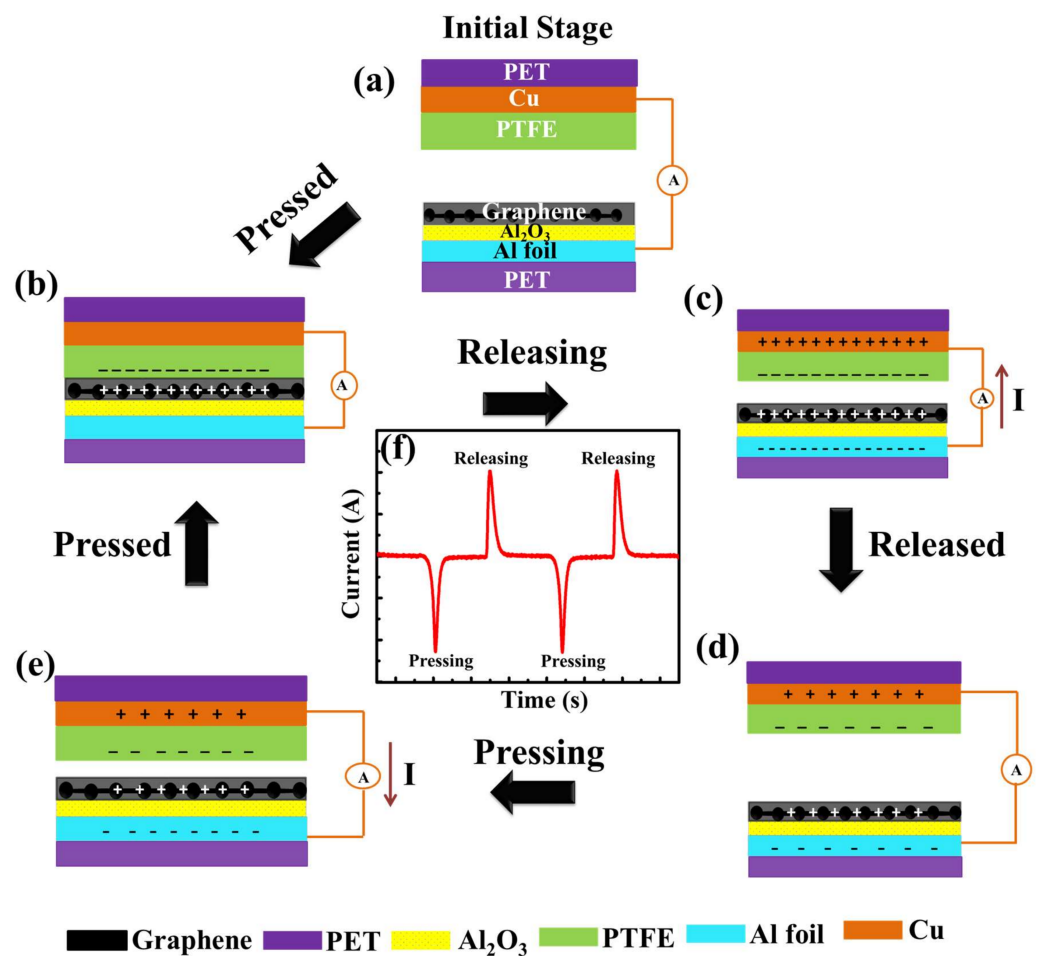 Initial Stage
(a)
PET
Cu
PTFE
A
Graphene
Al₂O₃
Al foil
PET
Pressed
(b)
A
Releasing
(c)
A
I
(f)
Releasing
Releasing
Current (A)
Pressing
Pressing
Time (s)
Pressed
Released
(e)
A
I
Pressing
(d)
A
Graphene
PET
Al₂O₃
PTFE
Al foil
Cu